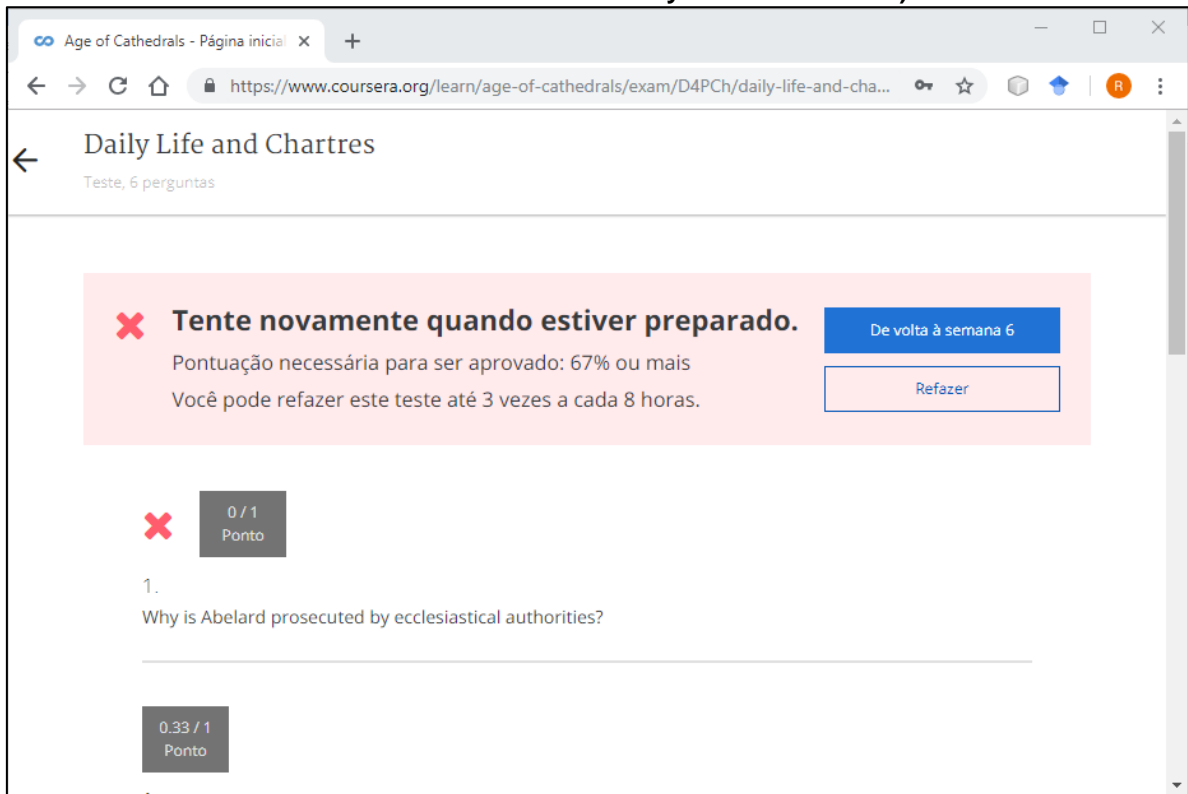 Age of Cathedrals - Página inicial
https://www.coursera.org/learn/age-of-cathedrals/exam/D4PCh/daily-life-and-cha...
R
Daily Life and Chartres
Teste, 6 perguntas
Tente novamente quando estiver preparado.
Pontuação necessária para ser aprovado: 67% ou mais
Você pode refazer este teste até 3 vezes a cada 8 horas.
De volta à semana 6
Refazer
0 / 1
Ponto
1.
Why is Abelard prosecuted by ecclesiastical authorities?
0.33 / 1
Ponto